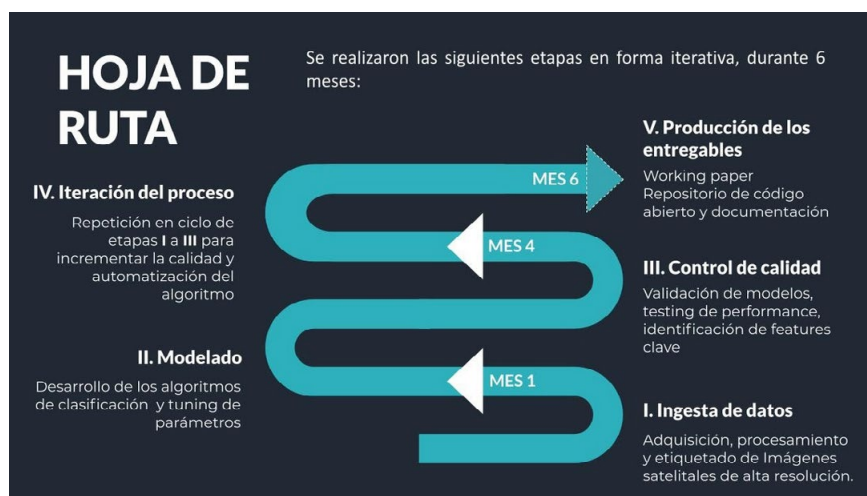 HOJA DE
RUTA
Se realizaron las siguientes etapas en forma iterativa, durante 6
meses:
V. Producción de los
entregables
Working paper
Repositorio de código
abierto y documentación
MES 6
IV. Iteración del proceso
Repetición en ciclo de
etapas I a III para
incrementar la calidad y
automatización del
algoritmo
MES 4
III. Control de calidad
Validación de modelos,
testing de performance,
identificación de features
clave
II. Modelado
Desarrollo de los algoritmos
de clasificación y tuning de
parámetros
MES 1
I. Ingesta de datos
Adquisición, procesamiento
y etiquetado de Imágenes
satelitales de alta resolución.